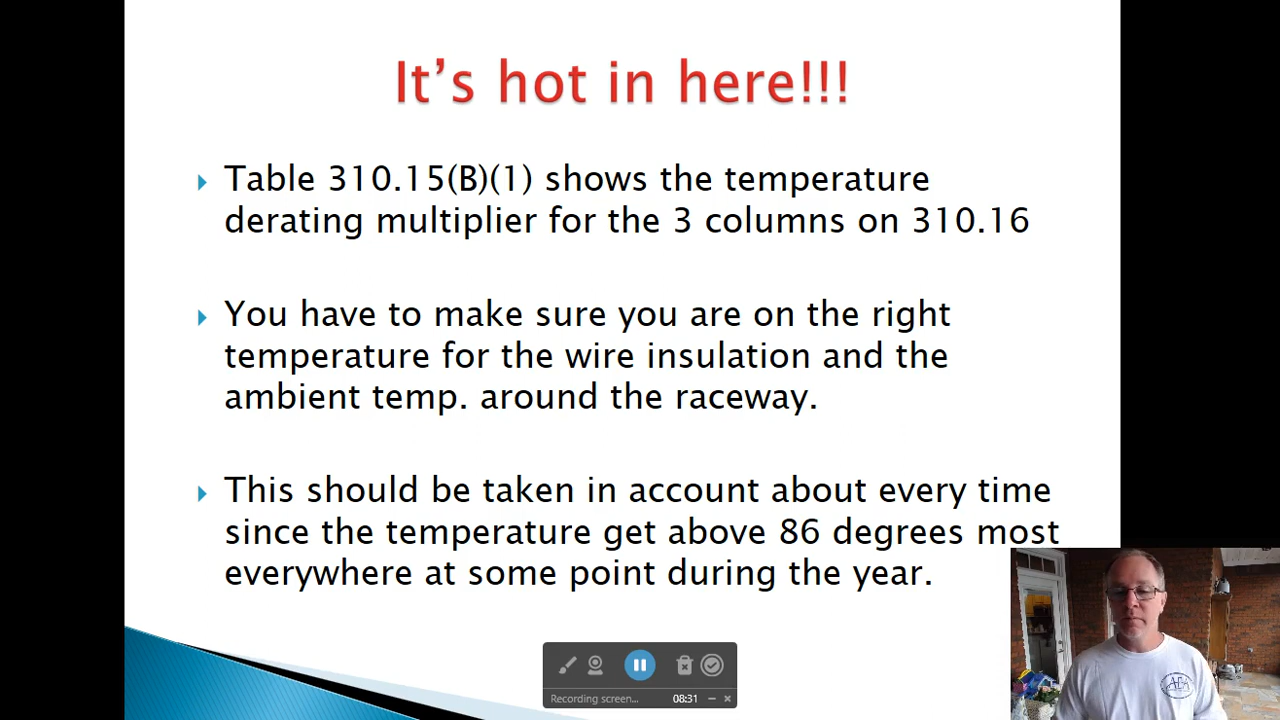 It's hot in here!!!
Table 310.15(B)(1) shows the temperature
derating multiplier for the 3 columns on 310.16
You have to make sure you are on the right
temperature for the wire insulation and the
ambient temp. around the raceway.
This should be taken in account about every time
since the temperature get above 86 degrees most
everywhere at some point during the year.
Recording screen... 08:31